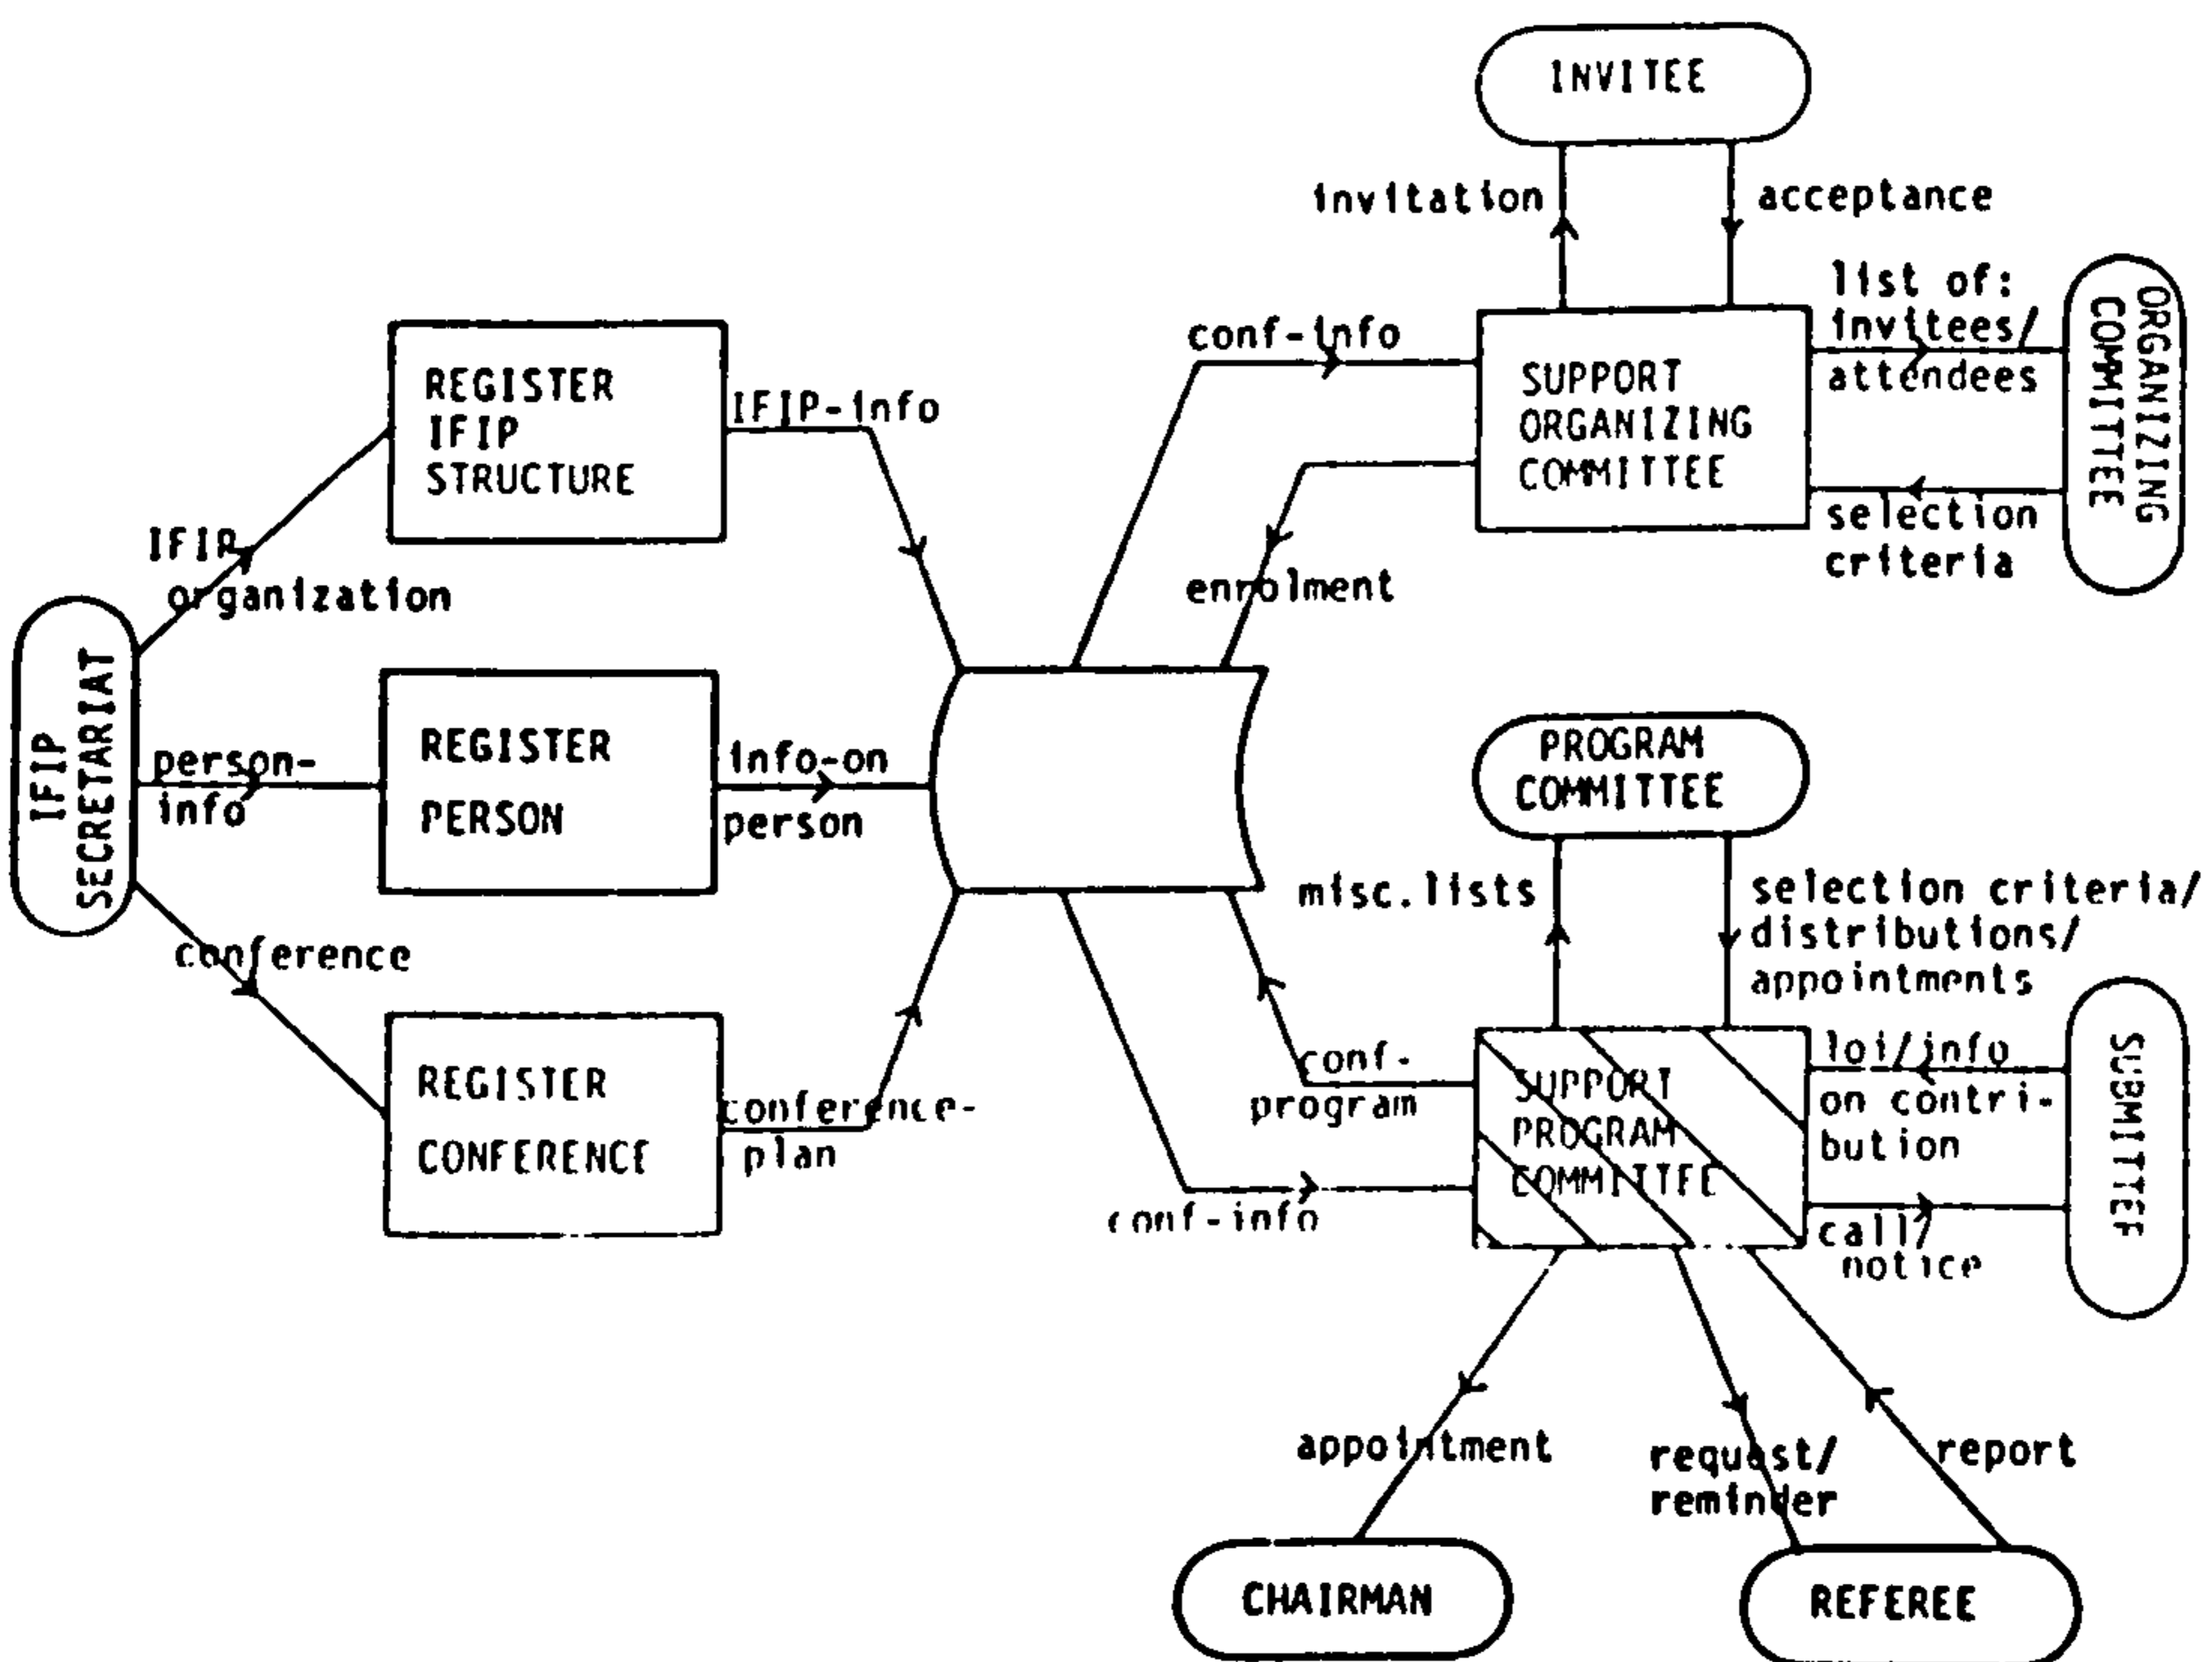 INVITEE
invitation
acceptance
list of:
invitees/
attendees
ORGANIZING
COMMITTEE
conf-info
SUPPORT
ORGANIZING
COMMITTEE
selection
criteria
enrolment
REGISTER
IFIP
STRUCTURE
IFIP-info
IFIP
organization
IFIP
SECRETARIAT
person-
info
REGISTER
PERSON
info-on
person
conference
REGISTER
CONFERENCE
conference-
plan
PROGRAM
COMMITTEE
misc.lists
selection criteria/
distributions/
appointments
conf-
program
conf-info
SUPPORT
PROGRAM
COMMITTEE
loi/info
on contri-
bution
call/
notice
SUBMITTEF
appointment
request/
reminder
report
CHAIRMAN
REFEREE